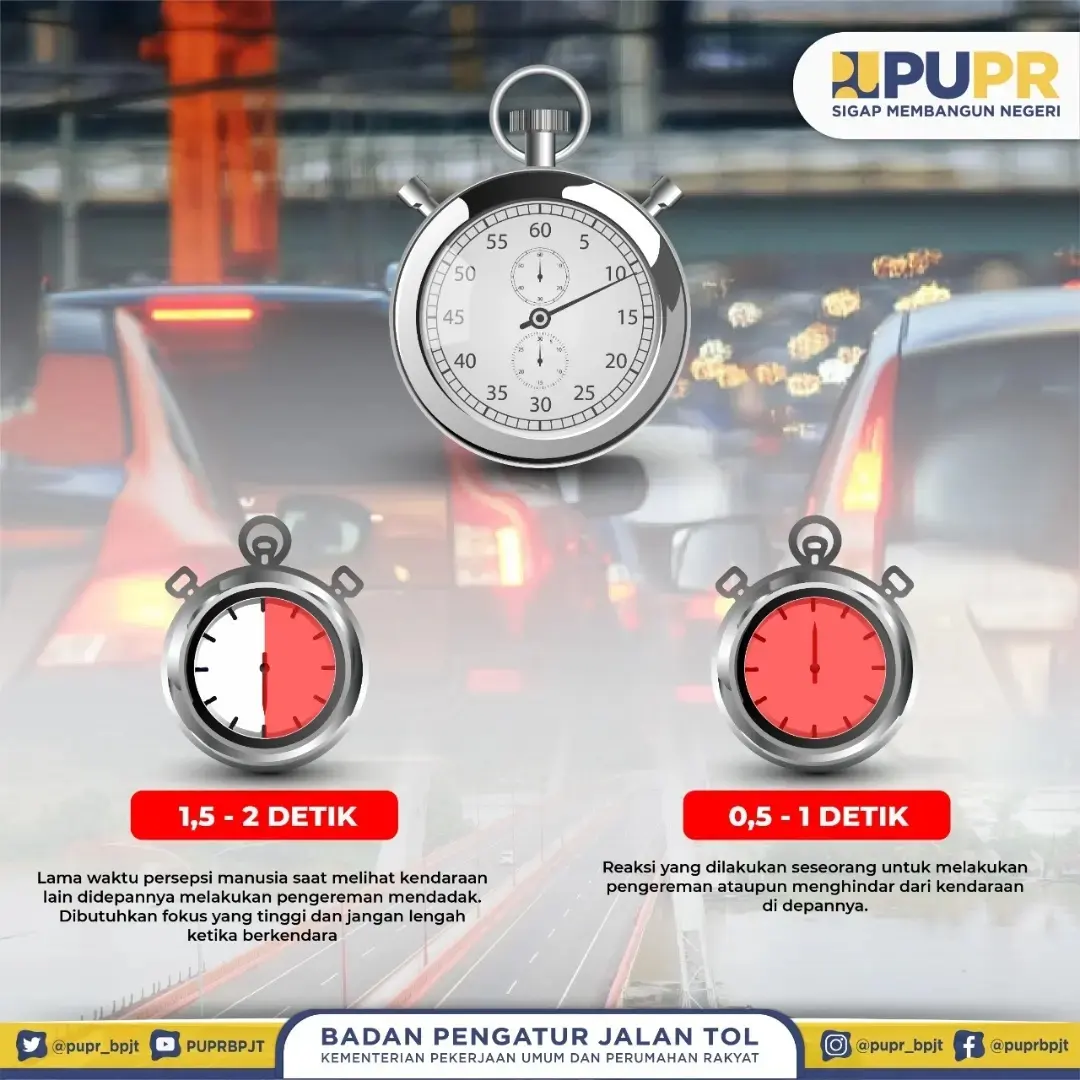 PUPR
SIGAP MEMBANGUN NEGERI
60
55 5
50 10
45 15
40 20
35 25
30
1,5 - 2 DETIK
Lama waktu persepsi manusia saat melihat kendaraan
lain didepannya melakukan pengereman mendadak.
Dibutuhkan fokus yang tinggi dan jangan lengah
ketika berkendara
0,5 - 1 DETIK
Reaksi yang dilakukan seseorang untuk melakukan
pengereman ataupun menghindar dari kendaraan
di depannya.
@pupr_bpjt PUPRBPJT
BADAN PENGATUR JALAN TOL
KEMENTERIAN PEKERJAAN UMUM DAN PERUMAHAN RAKYAT
@pupr_bpjt @puprbpjt